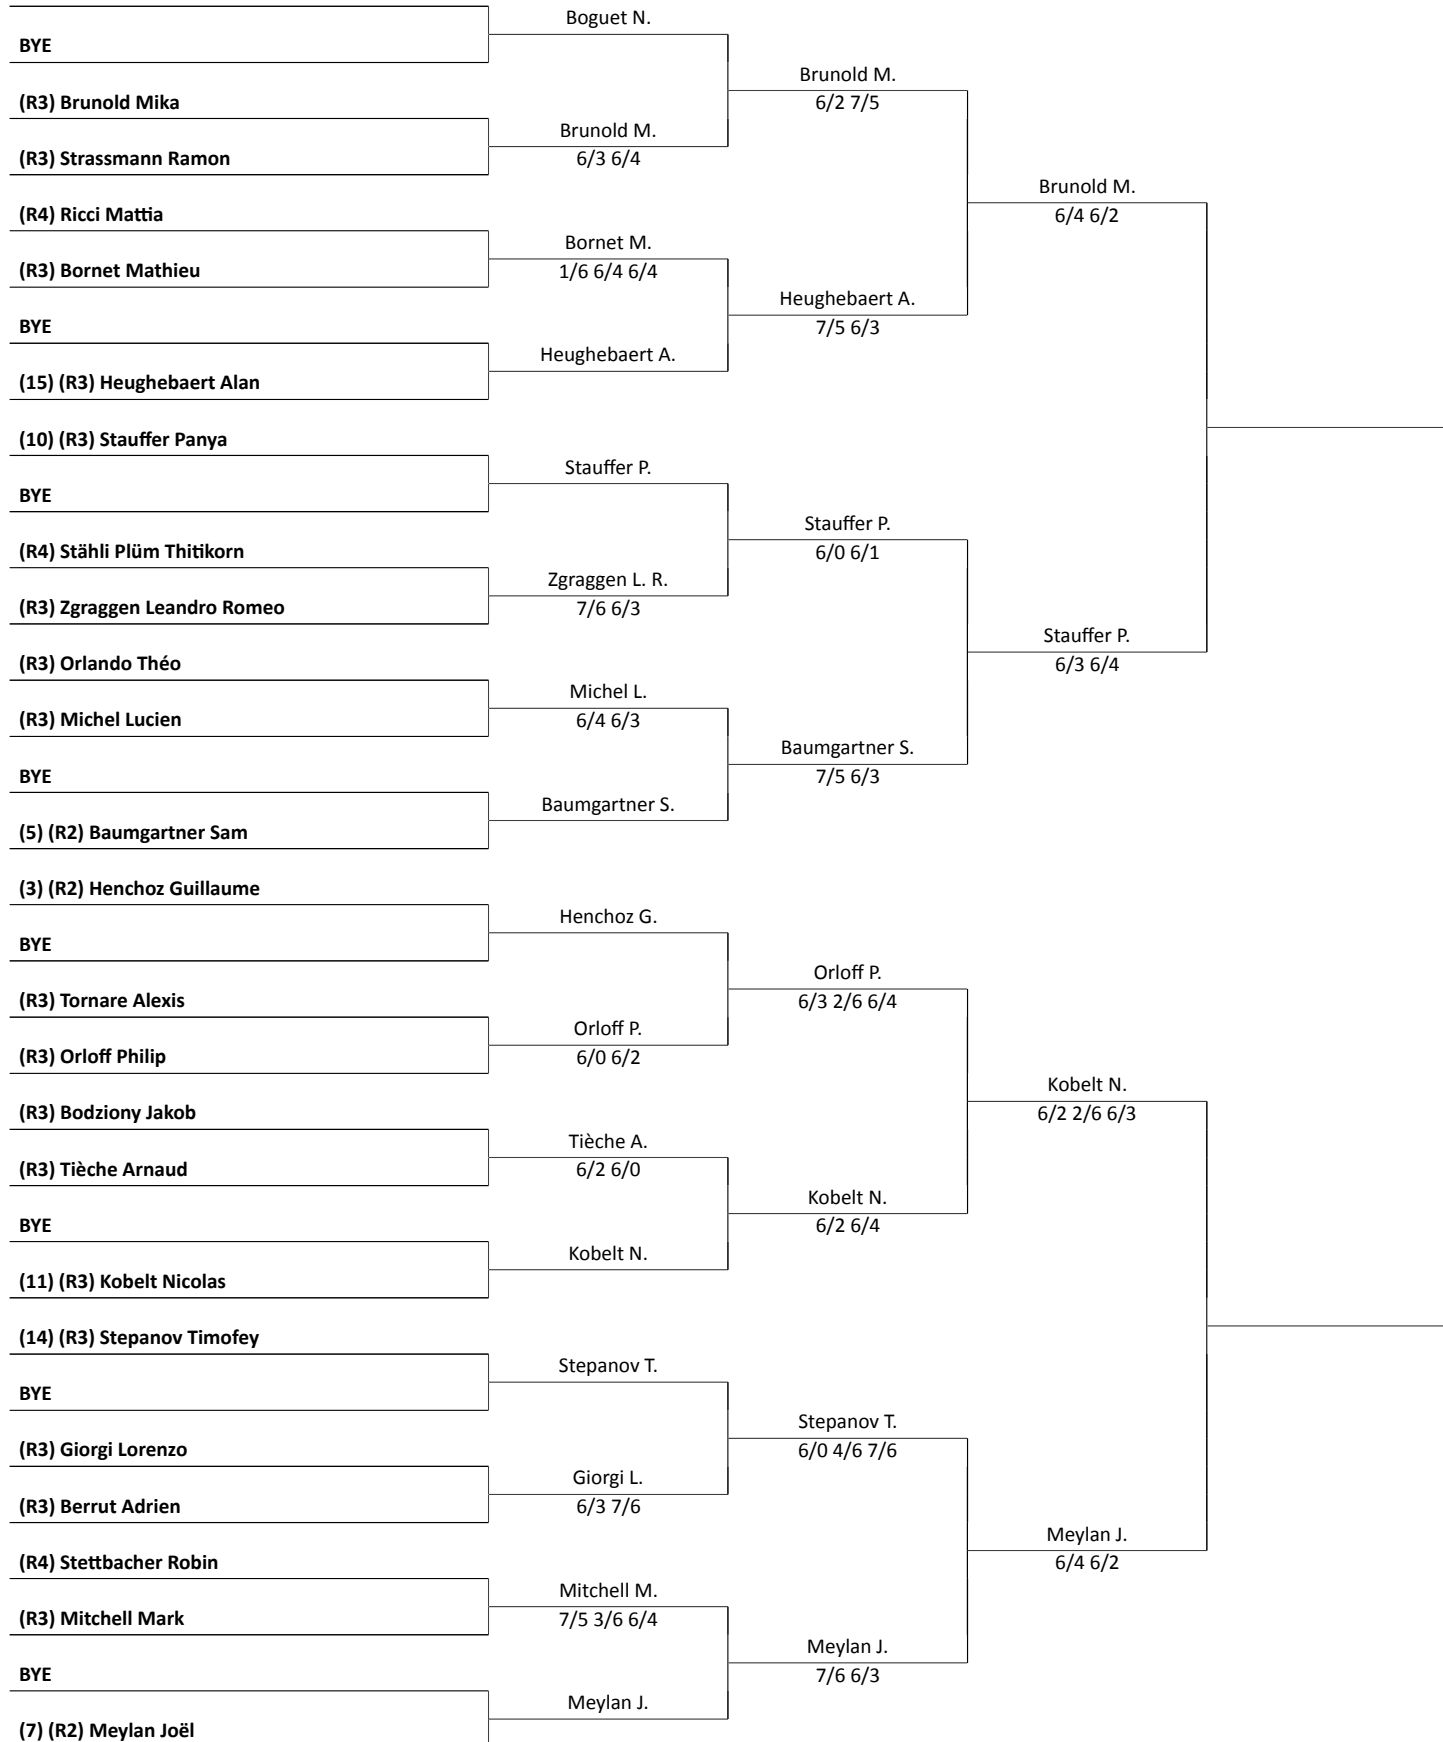 BYE
(R3) Brunold Mika
(R3) Strassmann Ramon
(R4) Ricci Mattia
(R3) Bornet Mathieu
BYE
(15) (R3) Heughebaert Alan
(10) (R3) Stauffer Panya
BYE
(R4) Stähli Plüm Thitikorn
(R3) Zgraggen Leandro Romeo
(R3) Orlando Théo
(R3) Michel Lucien
BYE
(5) (R2) Baumgartner Sam
(3) (R2) Henchoz Guillaume
BYE
(R3) Tornare Alexis
(R3) Orloff Philip
(R3) Bodziony Jakob
(R3) Tièche Arnaud
BYE
(11) (R3) Kobelt Nicolas
(14) (R3) Stepanov Timofey
BYE
(R3) Giorgi Lorenzo
(R3) Berrut Adrien
(R4) Stettbacher Robin
(R3) Mitchell Mark
BYE
(7) (R2) Meylan Joël
Boguet N.
Brunold M.
6/3 6/4
Bornet M.
1/6 6/4 6/4
Heughebaert A.
Stauffer P.
Zgraggen L. R.
7/6 6/3
Michel L.
6/4 6/3
Baumgartner S.
Henchoz G.
Orloff P.
6/0 6/2
Tièche A.
6/2 6/0
Kobelt N.
Stepanov T.
Giorgi L.
6/3 7/6
Mitchell M.
7/5 3/6 6/4
Meylan J.
Brunold M.
6/2 7/5
Heughebaert A.
7/5 6/3
Stauffer P.
6/0 6/1
Baumgartner S.
7/5 6/3
Orloff P.
6/3 2/6 6/4
Kobelt N.
6/2 6/4
Stepanov T.
6/0 4/6 7/6
Meylan J.
7/6 6/3
Brunold M.
6/4 6/2
Stauffer P.
6/3 6/4
Kobelt N.
6/2 2/6 6/3
Meylan J.
6/4 6/2